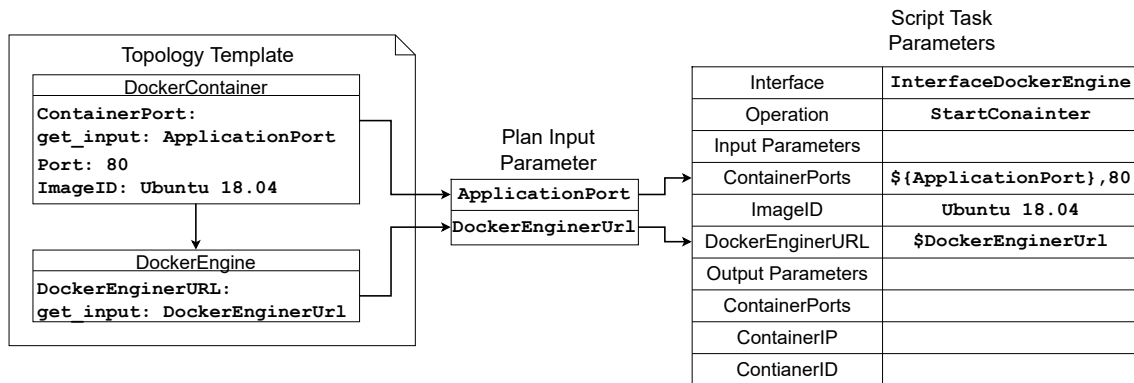 Topology Template
DockerContainer
ContainerPort:
get_input: ApplicationPort
Port: 80
ImageID: Ubuntu 18.04
DockerEngine
DockerEnginerURL:
get_input: DockerEnginerUrl
Plan Input
Parameter
ApplicationPort
DockerEnginerUrl
Script Task
Parameters
Interface InterfaceDockerEngine
Operation StartConainter
Input Parameters
ContainerPorts ${ApplicationPort},80
ImageID Ubuntu 18.04
DockerEnginerURL $DockerEnginerUrl
Output Parameters
ContainerPorts
ContainerIP
ContianerID